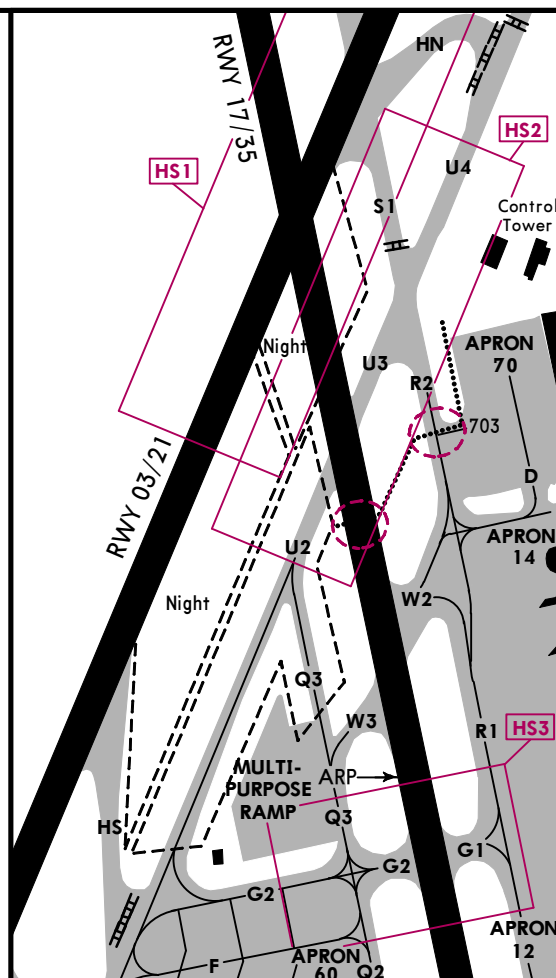 HN
RWY 17/35
HS1
HS2
U4
S1
Control
Tower
Night
U3
R2
APRON
70
703
RWY 03/21
D
U2
APRON
14
Night
W2
Q3
W3
R1
HS3
MULTI-
PURPOSE
RAMP
ARP
Q3
HS
G1
G2
G2
APRON
12
F
APRON
60
Q2